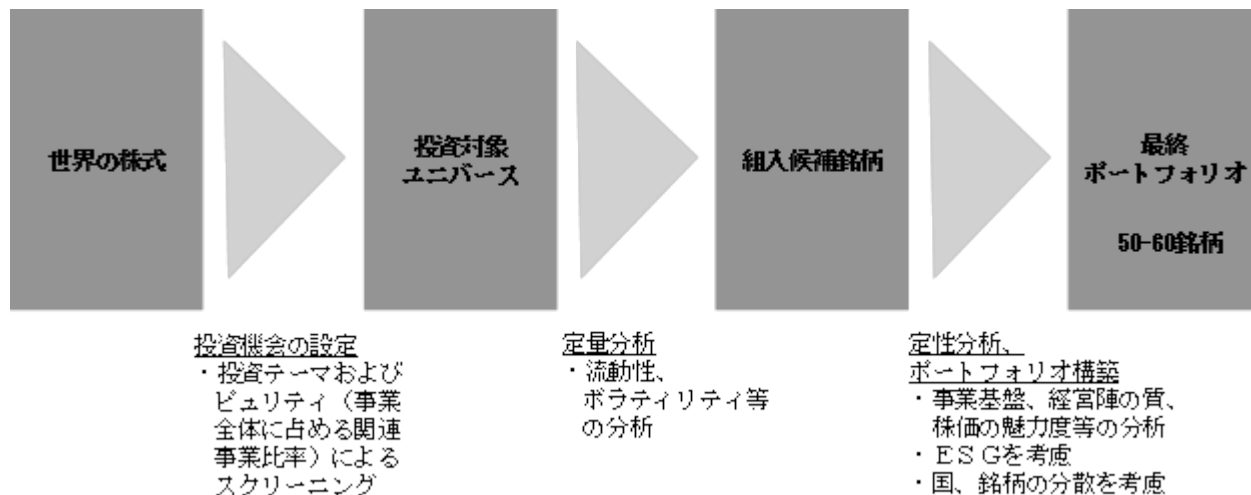 世界の株式
投資対象
ユニバース
組入候補銘柄
最終
ポートフォリオ
50-60銘柄
投資機会の設定
・投資テーマおよび
ピュリティ（事業
全体に占める関連
事業比率）による
スクリーニング
定量分析
・流動性、
ボラティリティ等
の分析
定性分析、
ポートフォリオ構築
・事業基盤、経営陣の質、
株価の魅力度等の分析
・ＥＳＧを考慮
・国、銘柄の分散を考慮